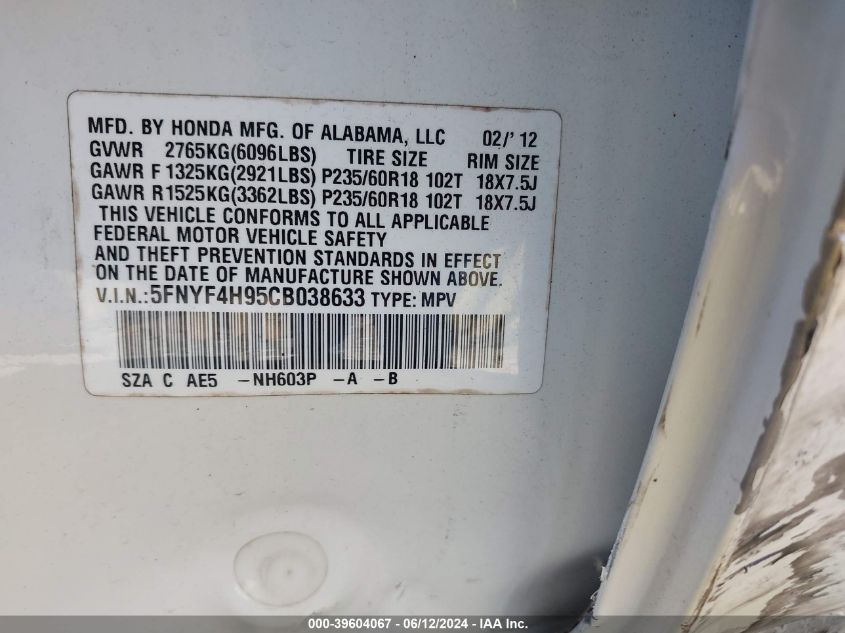 MFD. BY HONDA MFG. OF ALABAMA, LLC 02/' 12
GVWR 2765KG(6096LBS) TIRE SIZE RIM SIZE
GAWR F 1325KG(2921LBS) P235/60R18 102T 18X7.5J
GAWR R 1525KG(3362LBS) P235/60R18 102T 18X7.5J
THIS VEHICLE CONFORMS TO ALL APPLICABLE
FEDERAL MOTOR VEHICLE SAFETY
AND THEFT PREVENTION STANDARDS IN EFFECT
ON THE DATE OF MANUFACTURE SHOWN ABOVE.
V.I.N.:5FNYF4H95CB038633 TYPE: MPV
SZA C AE5 -NH603P -A -B
000-39604067 - 06/12/2024 - IAA Inc.